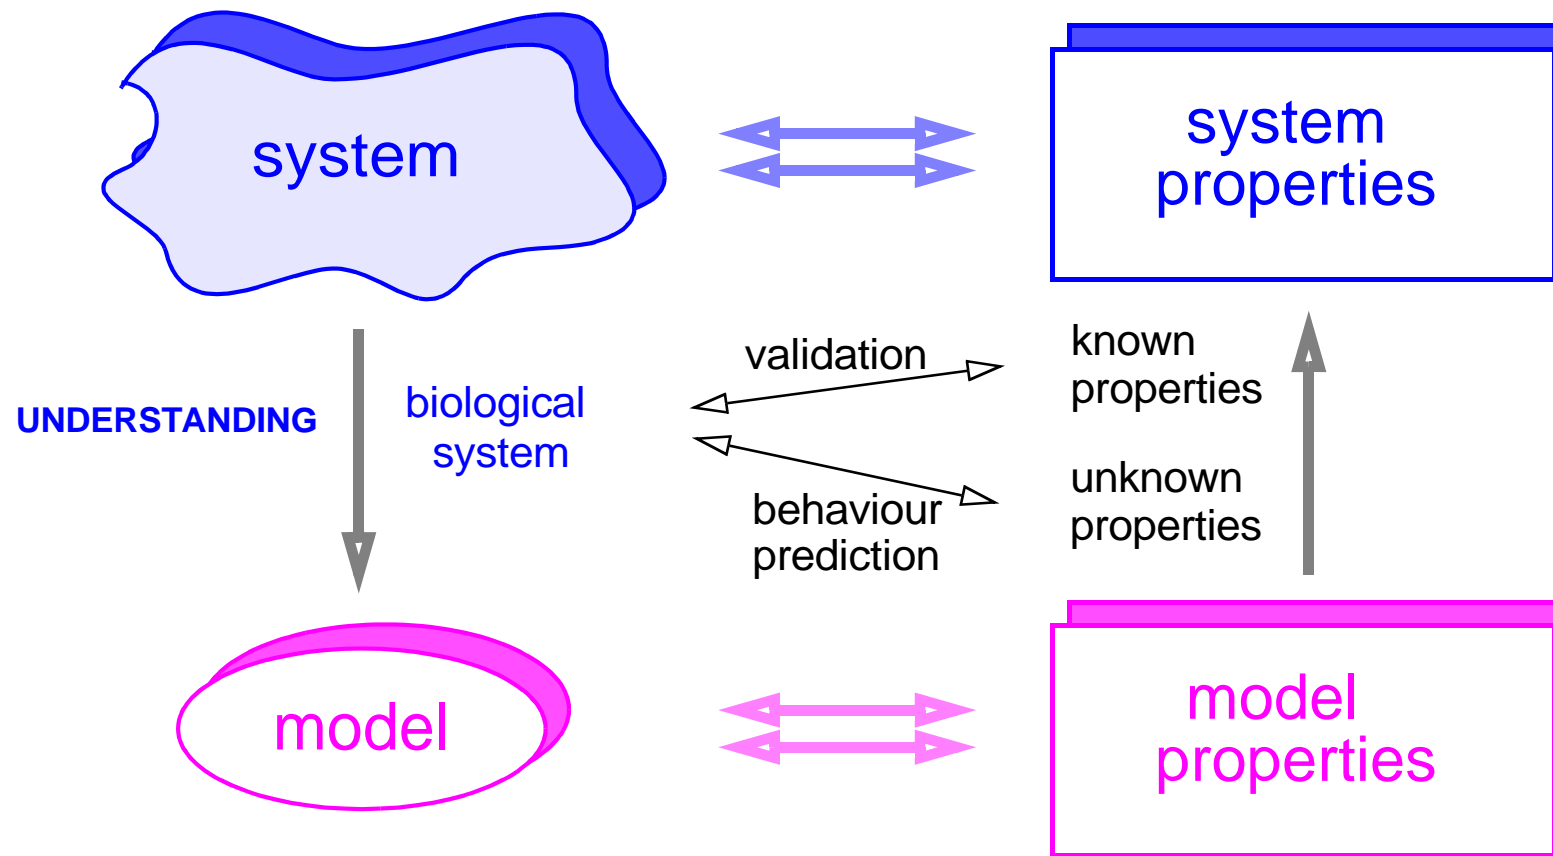 system
system
properties
validation
known
properties
UNDERSTANDING
biological
system
behaviour
prediction
unknown
properties
model
model
properties